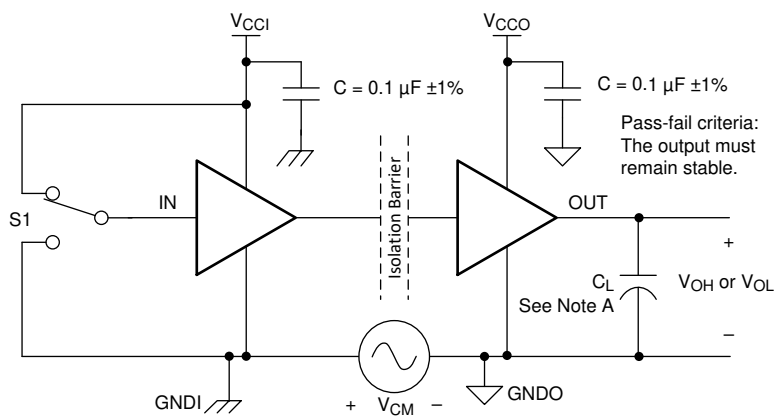 VCCI
VCCO
C = 0.1 µF ±1%
C = 0.1 µF ±1%
Pass-fail criteria:
The output must
remain stable.
IN
Isolation Barrier
OUT
S1
+
CL
VOH or VOL
See Note A
–
GNDI
+ VCM –
GNDO